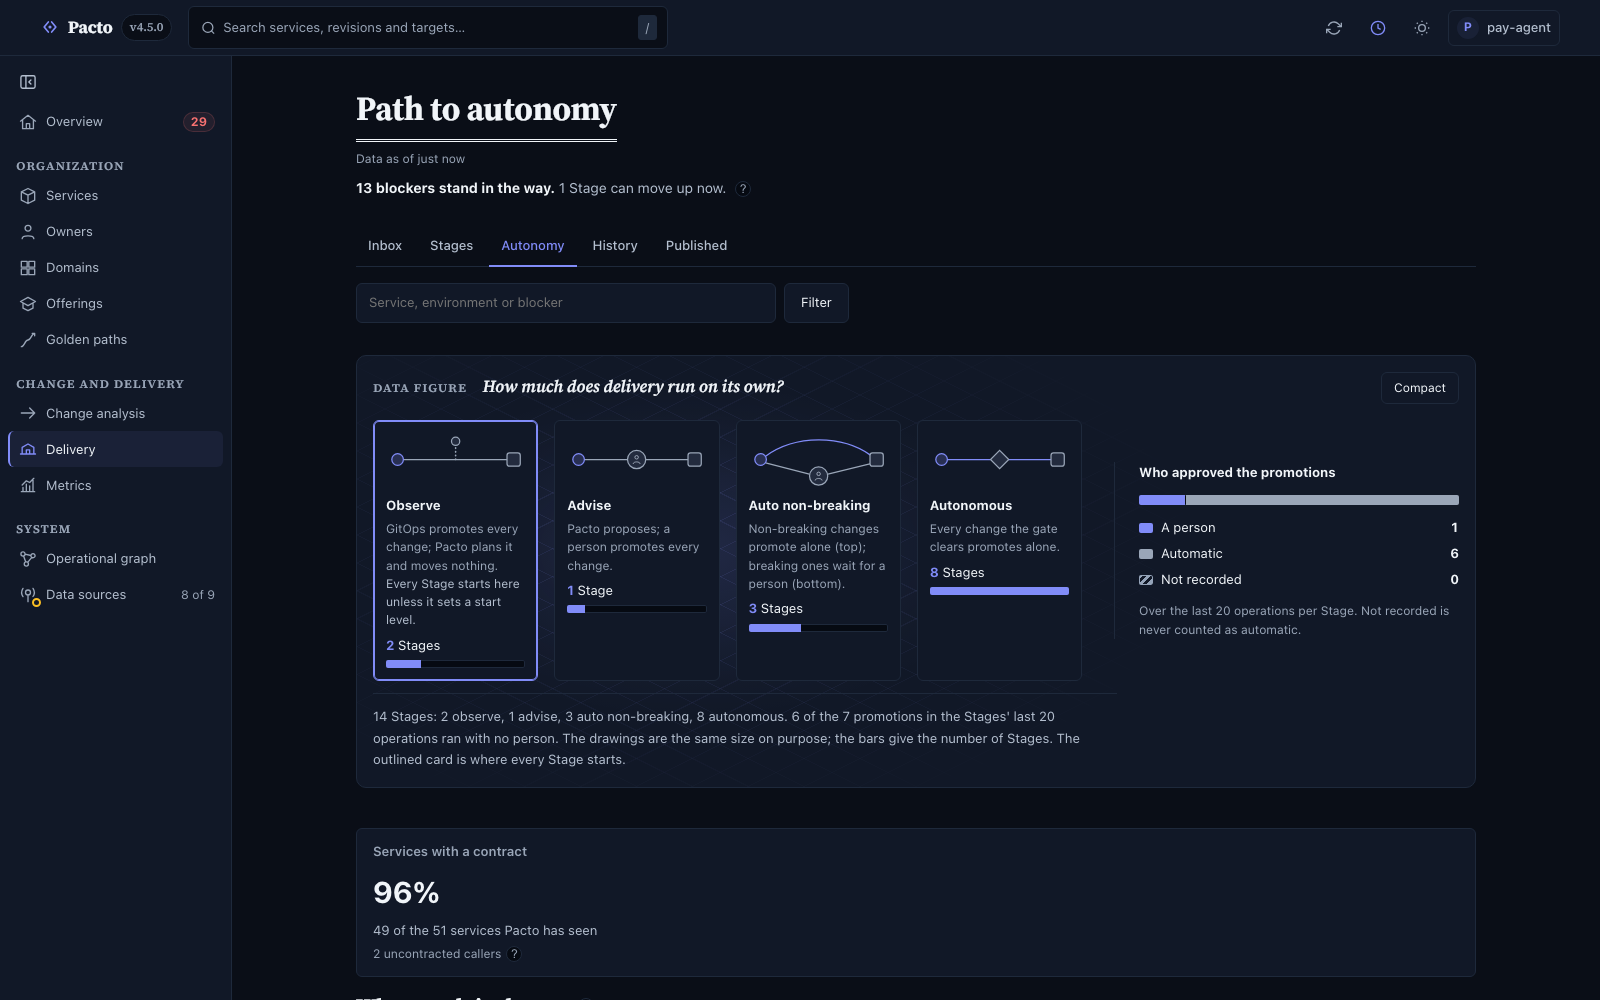 Pacto v4.5.0
Search services, revisions and targets... /
P pay-agent
Overview 29
ORGANIZATION
Services
Owners
Domains
Offerings
Golden paths
CHANGE AND DELIVERY
Change analysis
Delivery
Metrics
SYSTEM
Operational graph
Data sources 8 of 9
Path to autonomy
Data as of just now
13 blockers stand in the way. 1 Stage can move up now. ?
Inbox Stages Autonomy History Published
Service, environment or blocker Filter
DATA FIGURE How much does delivery run on its own? Compact
Observe
GitOps promotes every
change; Pacto plans it
and moves nothing.
Every Stage starts here
unless it sets a start
level.
2 Stages
Advise
Pacto proposes; a
person promotes every
change.
1 Stage
Auto non-breaking
Non-breaking changes
promote alone (top);
breaking ones wait for a
person (bottom).
3 Stages
Autonomous
Every change the gate
clears promotes alone.
8 Stages
Who approved the promotions
A person 1
Automatic 6
Not recorded 0
Over the last 20 operations per Stage. Not recorded is
never counted as automatic.
14 Stages: 2 observe, 1 advise, 3 auto non-breaking, 8 autonomous. 6 of the 7 promotions in the Stages' last 20
operations ran with no person. The drawings are the same size on purpose; the bars give the number of Stages. The
outlined card is where every Stage starts.
Services with a contract
96%
49 of the 51 services Pacto has seen
2 uncontracted callers ?